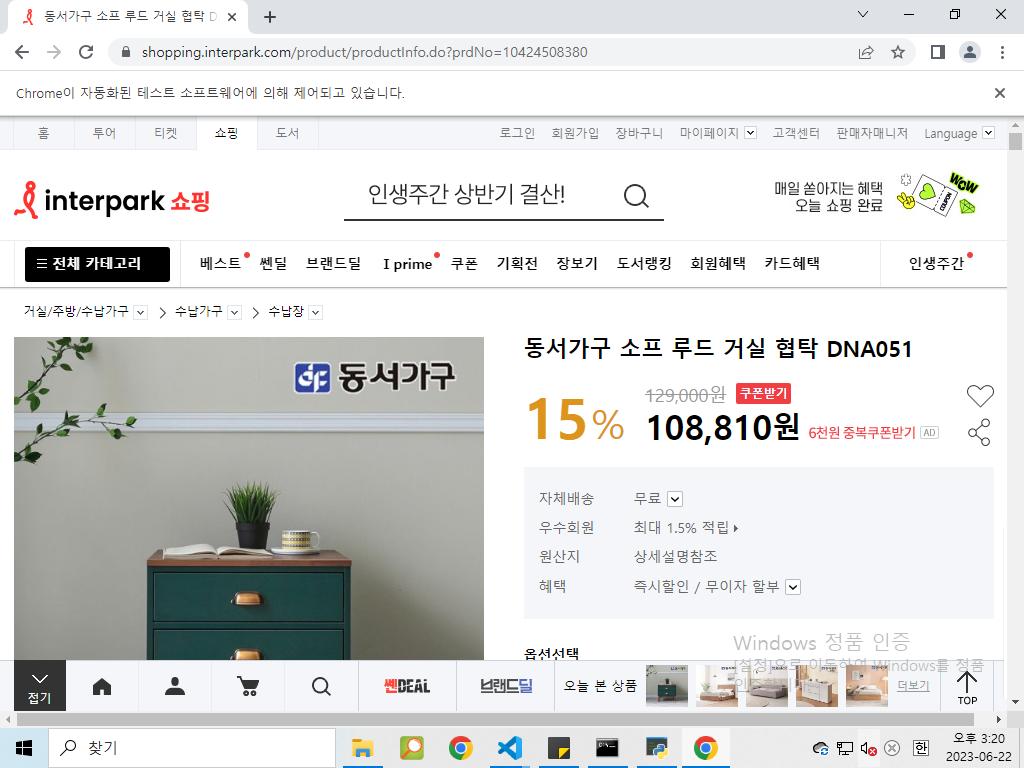 동서가구 소프 루드 거실 협탁 D
shopping.interpark.com/product/productInfo.do?prdNo=10424508380
Chrome이 자동화된 테스트 소프트웨어에 의해 제어되고 있습니다.
홈 투어 티켓 쇼핑 도서 로그인 회원가입 장바구니 마이페이지 고객센터 판매자매니저 Language
interpark 쇼핑 인생주간 상반기 결산!
매일 쏟아지는 혜택
오늘 쇼핑 완료
WOW
COUPON
전체 카테고리 베스트 쎈딜 브랜드딜 I prime 쿠폰 기획전 장보기 도서랭킹 회원혜택 카드혜택 인생주간
거실/주방/수납가구 수납가구 수납장
동서가구
동서가구 소프 루드 거실 협탁 DNA051
15%
129,000원 쿠폰받기
108,810원 6천원 중복쿠폰받기 AD
자체배송 무료
우수회원 최대 1.5% 적립
원산지 상세설명참조
혜택 즉시할인 / 무이자 할부
옵션선택
Windows 정품 인증
[설정]으로 이동하여 Windows를 정품
인증합니다.
접기
쎈DEAL 브랜드딜 오늘 본 상품 더보기 TOP
찾기
한
오후 3:20
2023-06-22